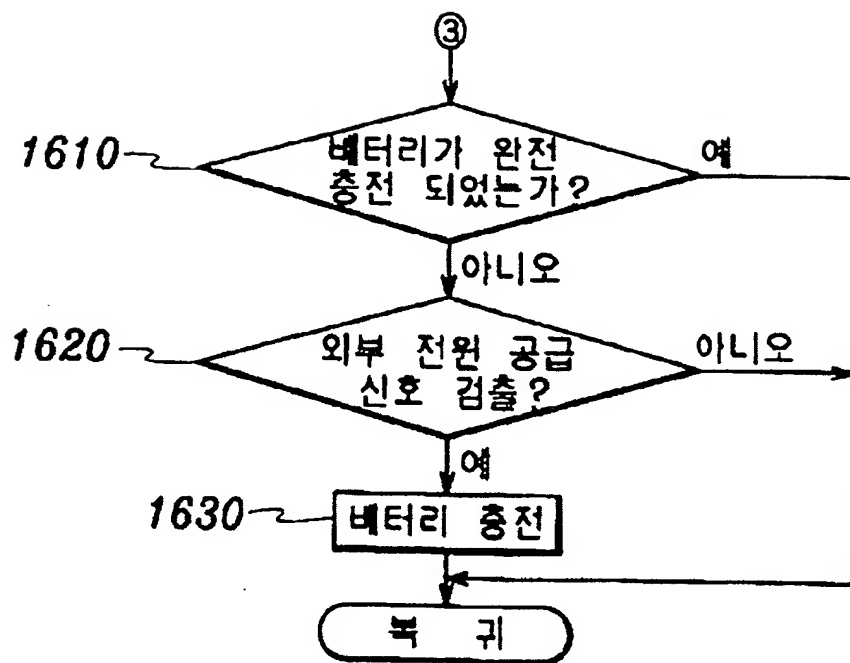 ③
1610
배터리가 완전
충전 되었는가?
예
아니오
1620
외부 전원 공급
신호 검출?
아니오
예
1630
배터리 충전
복 귀